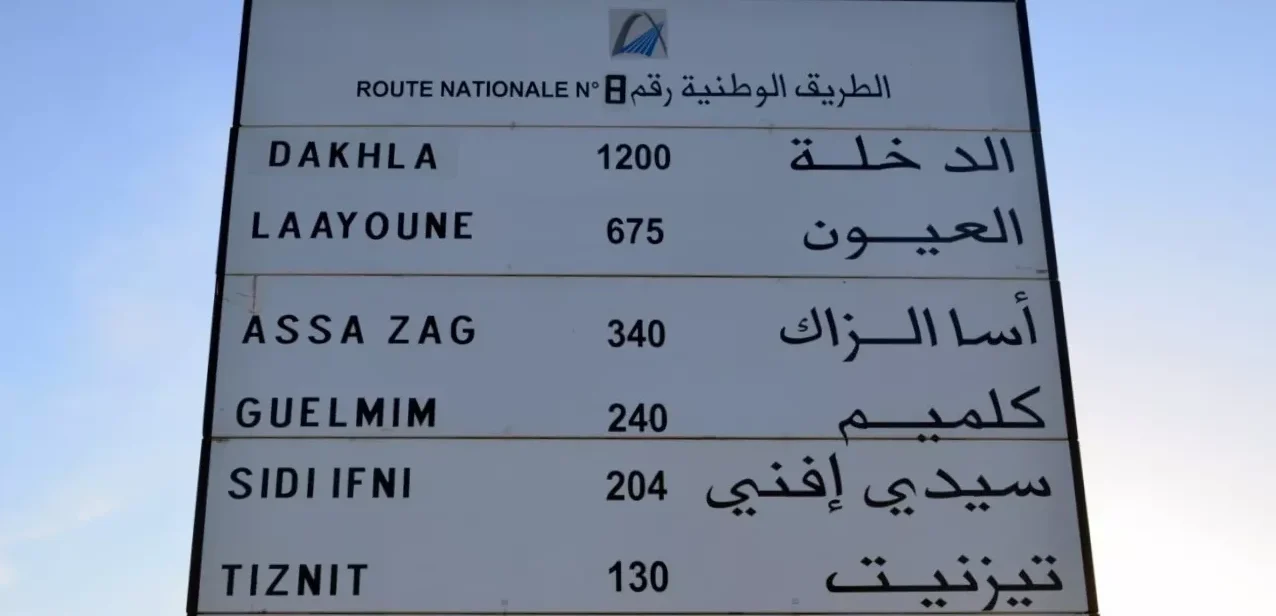 ROUTE NATIONALE N° 8 الطريق الوطنية رقم
DAKHLA 1200 الدخلة
LAAYOUNE 675 العيون
ASSA ZAG 340 أسا الزاك
GUELMIM 240 كلميم
SIDI IFNI 204 سيدي إفني
TIZNIT 130 تيزنيت